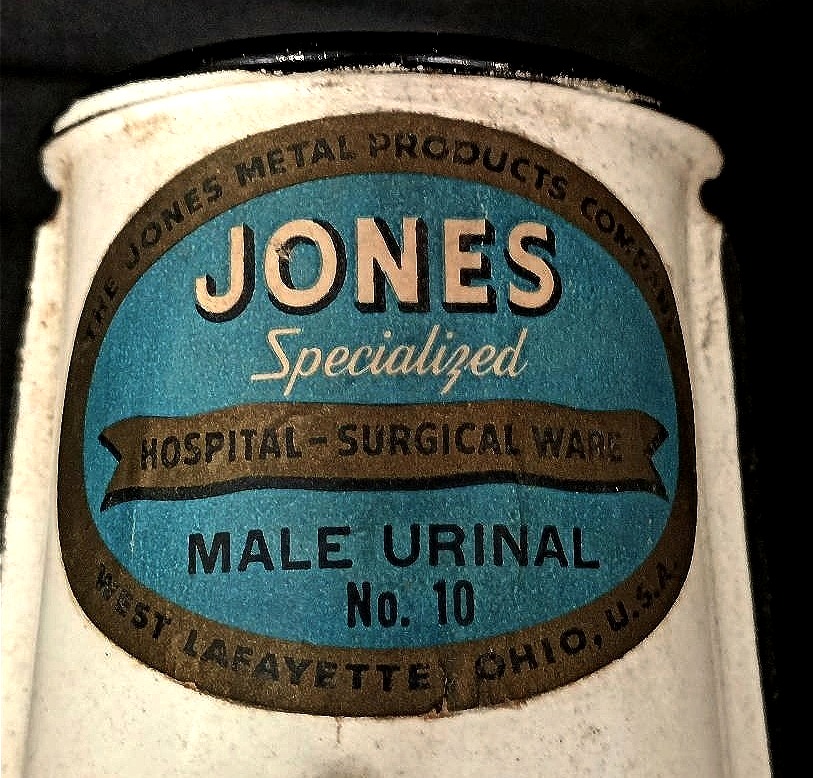 THE JONES METAL PRODUCTS COMPANY
JONES
Specialized
HOSPITAL-SURGICAL WARE
MALE URINAL
No. 10
WEST LAFAYETTE, OHIO, U.S.A.